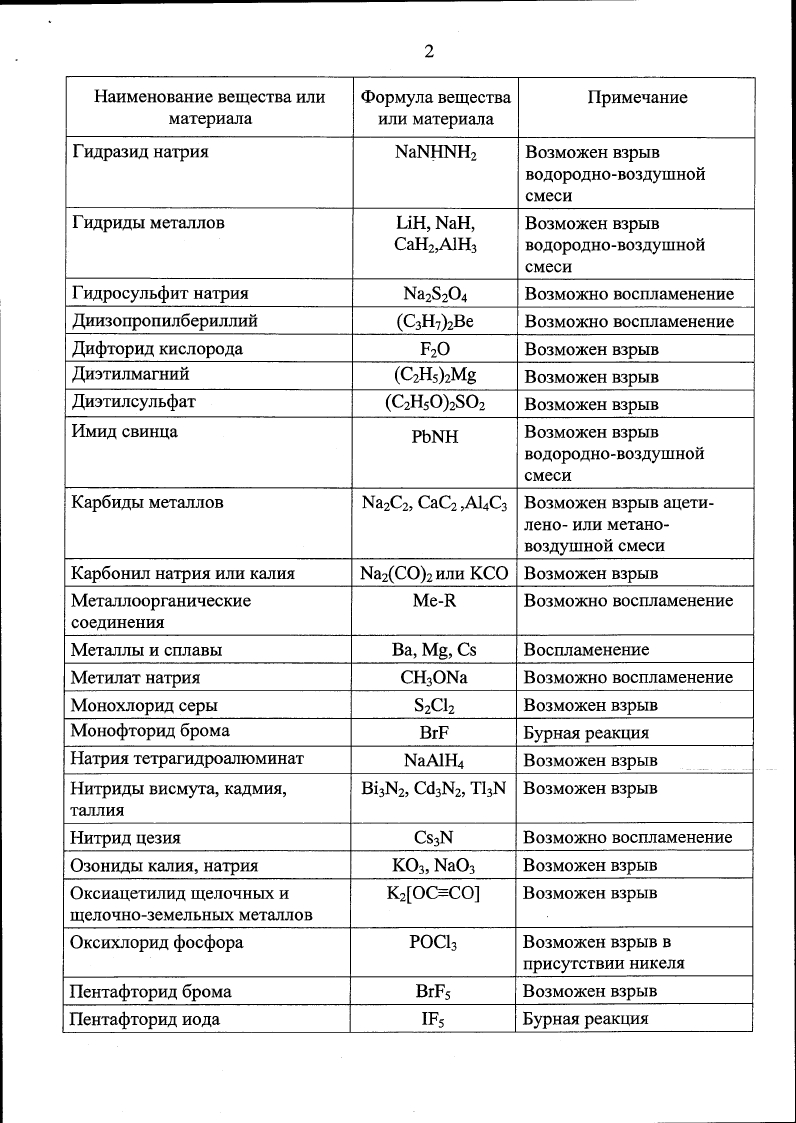 2
Наименование вещества или
материала
Формула вещества
или материала
Примечание
Гидразид натрия
NaNHNH₂
Возможен взрыв
водородно-воздушной
смеси
Гидриды металлов
LiH, NaH,
CaH₂,AlH₃
Возможен взрыв
водородно-воздушной
смеси
Гидросульфит натрия
Na₂S₂O₄
Возможно воспламенение
Диизопропилбериллий
(C₃H₇)₂Be
Возможно воспламенение
Дифторид кислорода
F₂O
Возможен взрыв
Диэтилмагний
(C₂H₅)₂Mg
Возможен взрыв
Диэтилсульфат
(C₂H₅O)₂SO₂
Возможен взрыв
Имид свинца
PbNH
Возможен взрыв
водородно-воздушной
смеси
Карбиды металлов
Na₂C₂, CaC₂ ,Al₄C₃
Возможен взрыв ацети-
лено- или метано-
воздушной смеси
Карбонил натрия или калия
Na₂(CO)₂ или KCO
Возможен взрыв
Металлоорганические
соединения
Me-R
Возможно воспламенение
Металлы и сплавы
Ba, Mg, Cs
Воспламенение
Метилат натрия
CH₃ONa
Возможно воспламенение
Монохлорид серы
S₂Cl₂
Возможен взрыв
Монофторид брома
BrF
Бурная реакция
Натрия тетрагидроалюминат
NaAlH₄
Возможен взрыв
Нитриды висмута, кадмия,
таллия
Bi₃N₂, Cd₃N₂, Tl₃N
Возможен взрыв
Нитрид цезия
Cs₃N
Возможно воспламенение
Озониды калия, натрия
KO₃, NaO₃
Возможен взрыв
Оксиацетилид щелочных и
щелочно-земельных металлов
K₂[OC≡CO]
Возможен взрыв
Оксихлорид фосфора
POCl₃
Возможен взрыв в
присутствии никеля
Пентафторид брома
BrF₅
Возможен взрыв
Пентафторид иода
IF₅
Бурная реакция